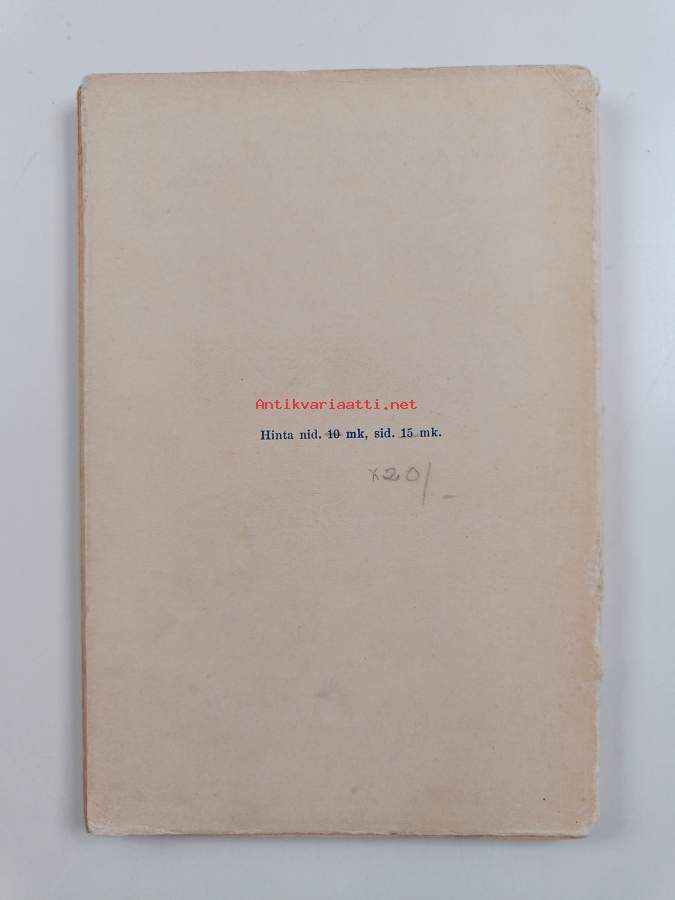 Antikvariaatti.net
Hinta nid. 10 mk, sid. 15 mk.
x20/-